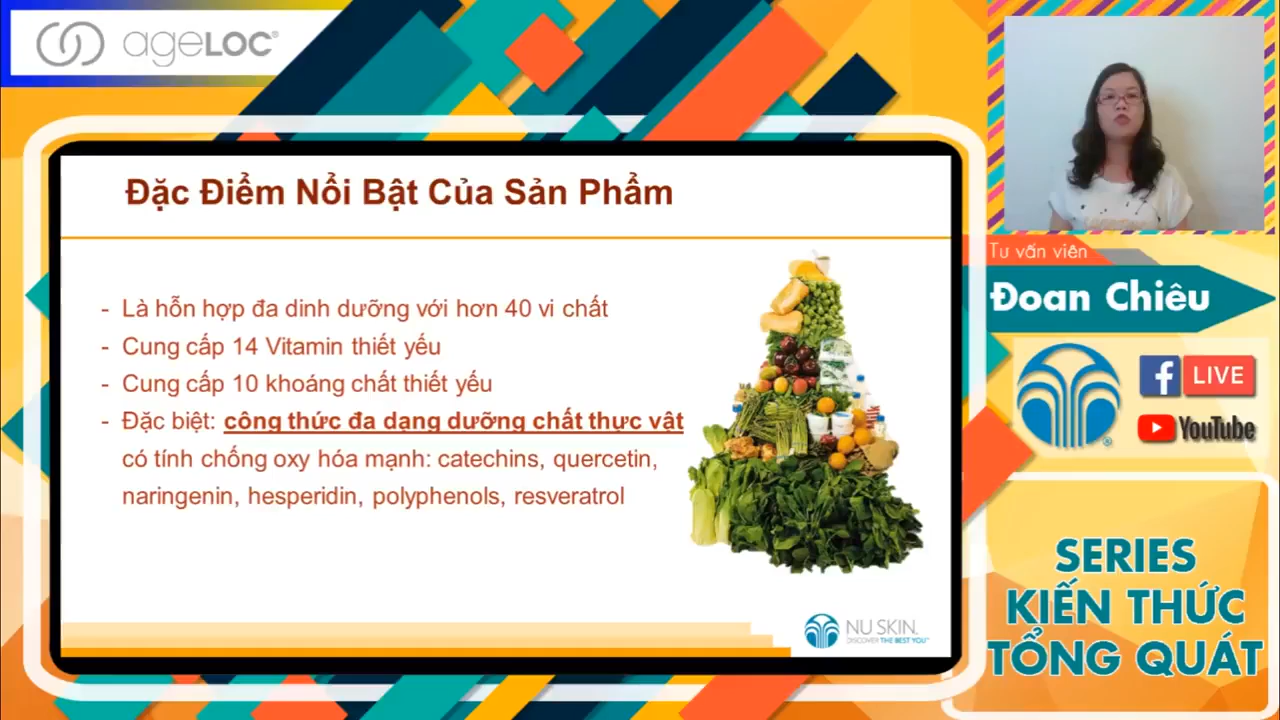 ageLOC®
Đặc Điểm Nổi Bật Của Sản Phẩm
- Là hỗn hợp đa dinh dưỡng với hơn 40 vi chất
- Cung cấp 14 Vitamin thiết yếu
- Cung cấp 10 khoáng chất thiết yếu
- Đặc biệt: công thức đa dạng dưỡng chất thực vật
có tính chống oxy hóa mạnh: catechins, quercetin,
naringenin, hesperidin, polyphenols, resveratrol
NU SKIN™
DISCOVER THE BEST YOU™
Tư vấn viên
Đoan Chiêu
f LIVE
YouTube
SERIES
KIẾN THỨC
TỔNG QUÁT